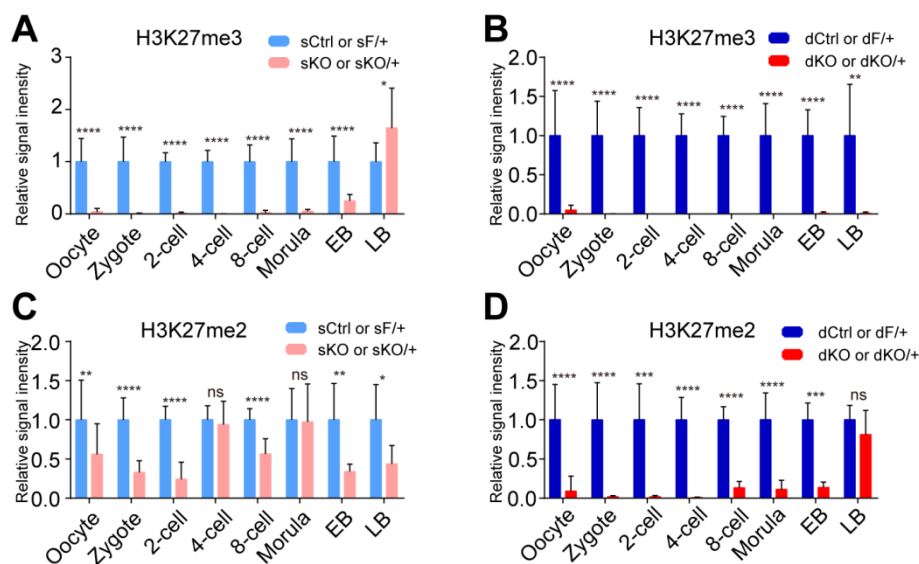 A
H3K27me3
sCtrl or sF/+
sKO or sKO/+
Relative signal inensity
3
2
1
0
**** **** **** **** **** **** **** *
Oocyte Zygote 2-cell 4-cell 8-cell Morula EB LB
B
H3K27me3
dCtrl or dF/+
dKO or dKO/+
Relative signal inensity
2.0
1.5
1.0
0.5
0.0
**** **** **** **** **** **** **** **
Oocyte Zygote 2-cell 4-cell 8-cell Morula EB LB
C
H3K27me2
sCtrl or sF/+
sKO or sKO/+
Relative signal inensity
2.0
1.5
1.0
0.5
0.0
** **** **** ns **** ns ** *
Oocyte Zygote 2-cell 4-cell 8-cell Morula EB LB
D
H3K27me2
dCtrl or dF/+
dKO or dKO/+
Relative signal inensity
2.0
1.5
1.0
0.5
0.0
**** **** *** **** **** **** *** ns
Oocyte Zygote 2-cell 4-cell 8-cell Morula EB LB